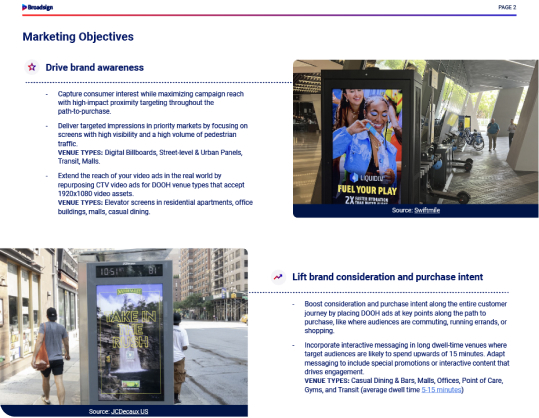 Broadsign
PAGE 2
Marketing Objectives
Drive brand awareness
- Capture consumer interest while maximizing campaign reach
with high-impact proximity targeting throughout the
path-to-purchase.
- Deliver targeted impressions in priority markets by focusing on
screens with high visibility and a high volume of pedestrian
traffic.
VENUE TYPES: Digital Billboards, Street-level & Urban Panels,
Transit, Malls.
- Extend the reach of your video ads in the real world by
repurposing CTV video ads for DOOH venue types that accept
1920x1080 video assets.
VENUE TYPES: Elevator screens in residential apartments, office
buildings, malls, casual dining.
LIQUID I.V.
FUEL YOUR PLAY
2X FASTER HYDRATION
Source: Swiftmile
10:51
81
TAKE IN
THE
RUSH
Source: JCDecaux US
Lift brand consideration and purchase intent
- Boost consideration and purchase intent along the entire customer
journey by placing DOOH ads at key points along the path to
purchase, like where audiences are commuting, running errands, or
shopping.
- Incorporate interactive messaging in long dwell-time venues where
target audiences are likely to spend upwards of 15 minutes. Adapt
messaging to include special promotions or interactive content that
drives engagement.
VENUE TYPES: Casual Dining & Bars, Malls, Offices, Point of Care,
Gyms, and Transit (average dwell time 5-15 minutes)